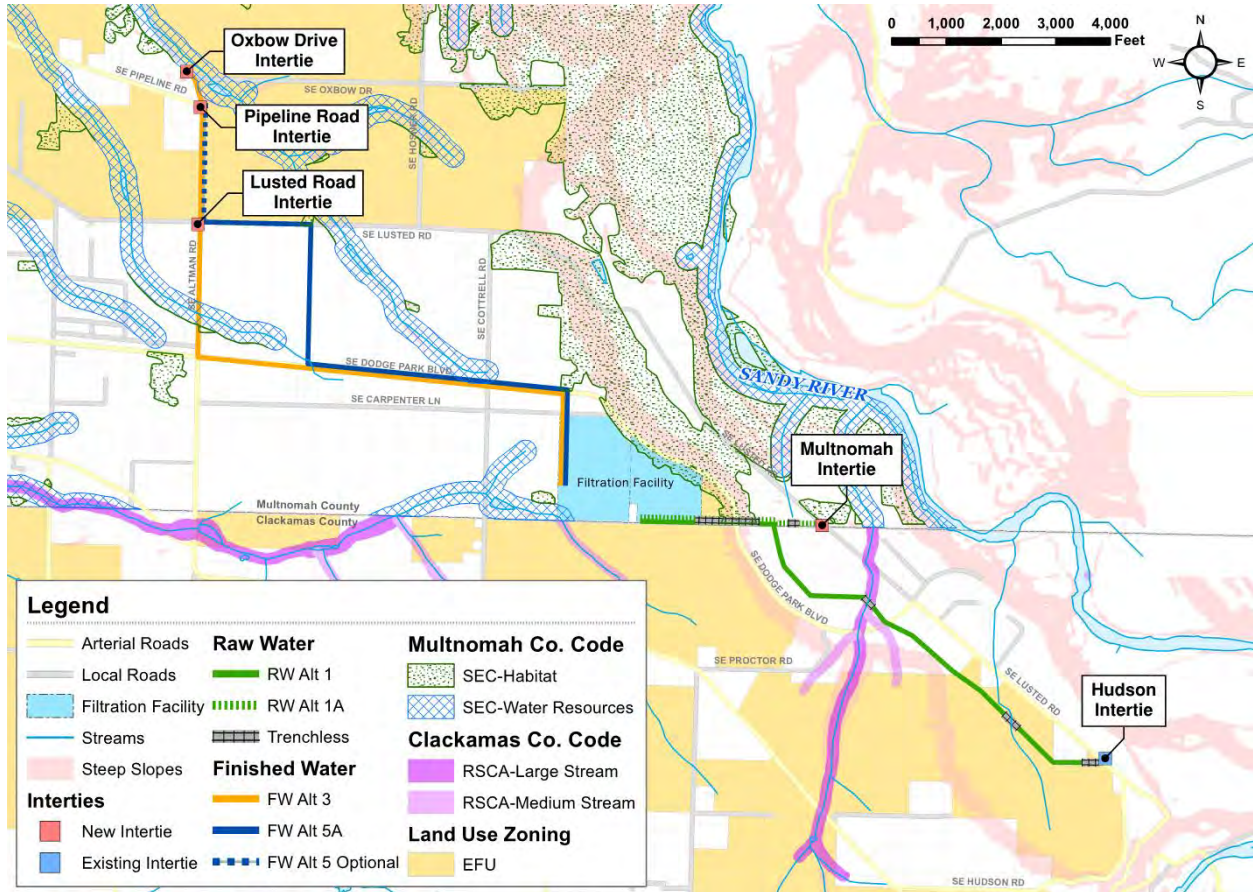 0 1,000 2,000 3,000 4,000
Feet
N
W E
S
Oxbow Drive
Intertie
SE PIPELINE RD
SE OXBOW DR
Pipeline Road
Intertie
SE HOSNER RD
Lusted Road
Intertie
SE LUSTED RD
SE ALTMAN RD
SE COTTRELL RD
SE DODGE PARK BLVD
SE CARPENTER LN
SANDY RIVER
Multnomah
Intertie
Filtration Facility
Multnomah County
Clackamas County
SE DODGE PARK BLVD
SE PROCTOR RD
SE LUSTED RD
Hudson
Intertie
SE HUDSON RD
Legend
Arterial Roads
Local Roads
Filtration Facility
Streams
Steep Slopes
Interties
New Intertie
Existing Intertie
Raw Water
RW Alt 1
RW Alt 1A
Trenchless
Finished Water
FW Alt 3
FW Alt 5A
FW Alt 5 Optional
Multnomah Co. Code
SEC-Habitat
SEC-Water Resources
Clackamas Co. Code
RSCA-Large Stream
RSCA-Medium Stream
Land Use Zoning
EFU